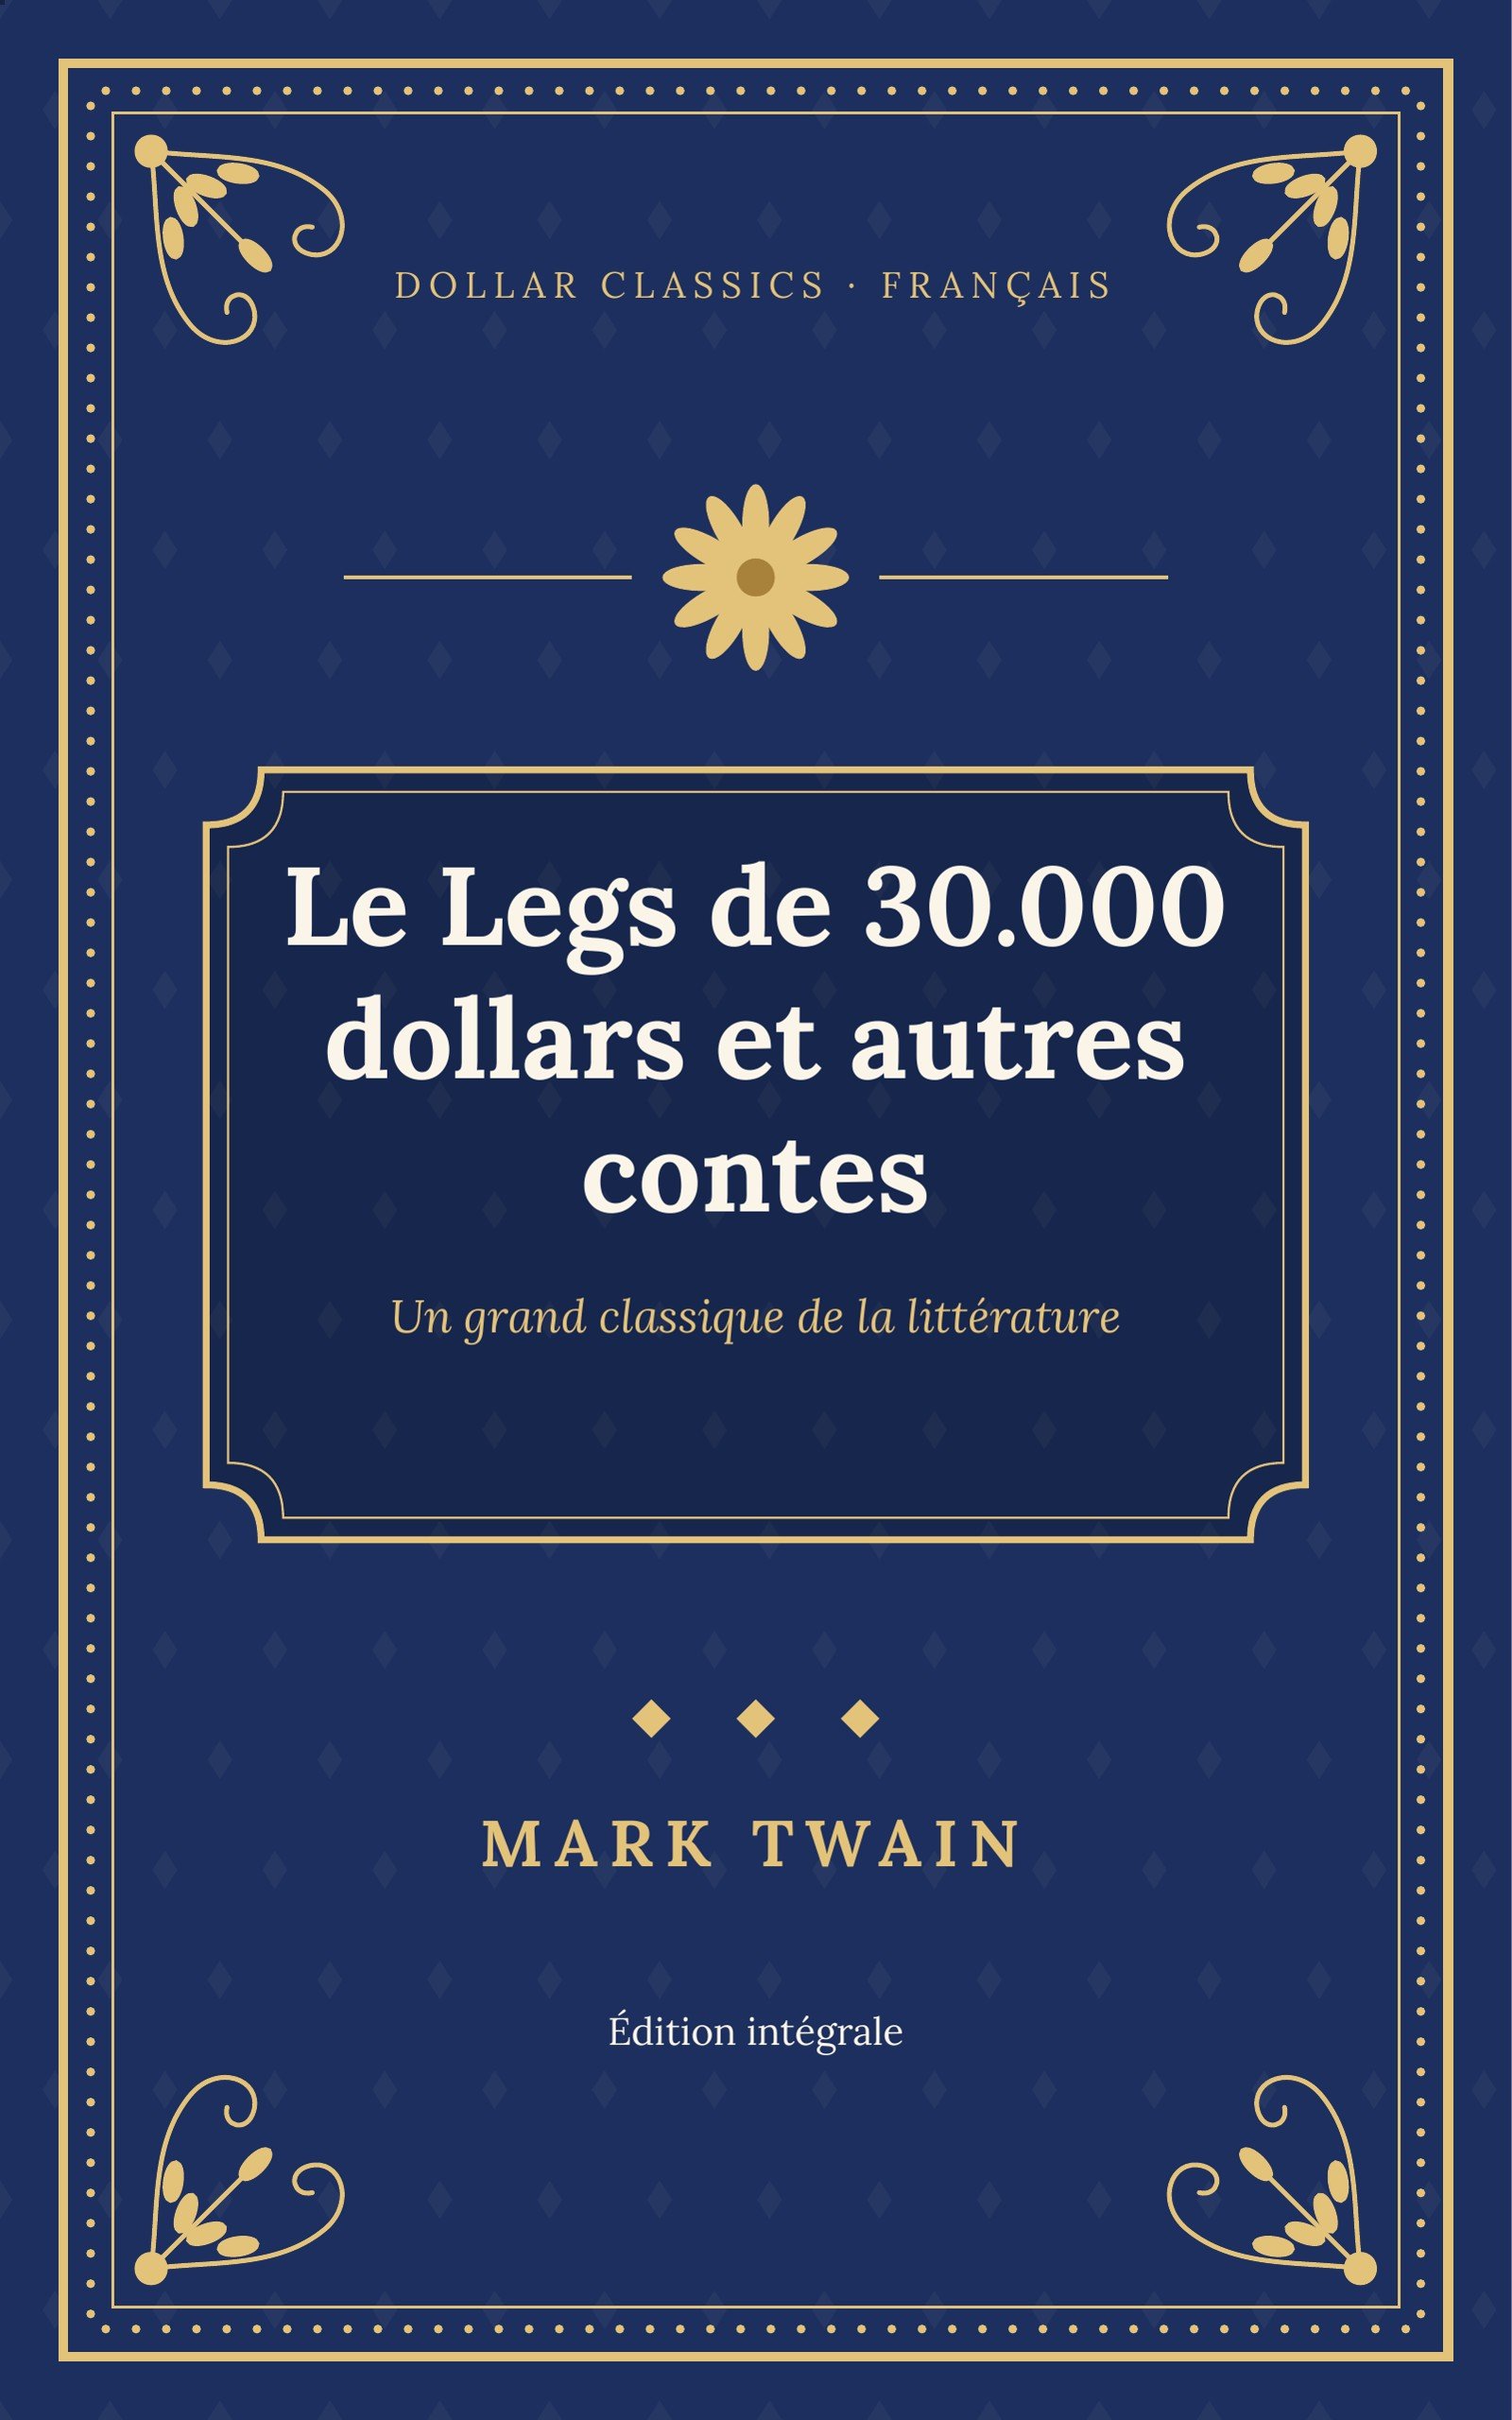 DOLLAR CLASSICS · FRANÇAIS
Le Legs de 30.000
dollars et autres
contes
Un grand classique de la littérature
MARK TWAIN
Édition intégrale